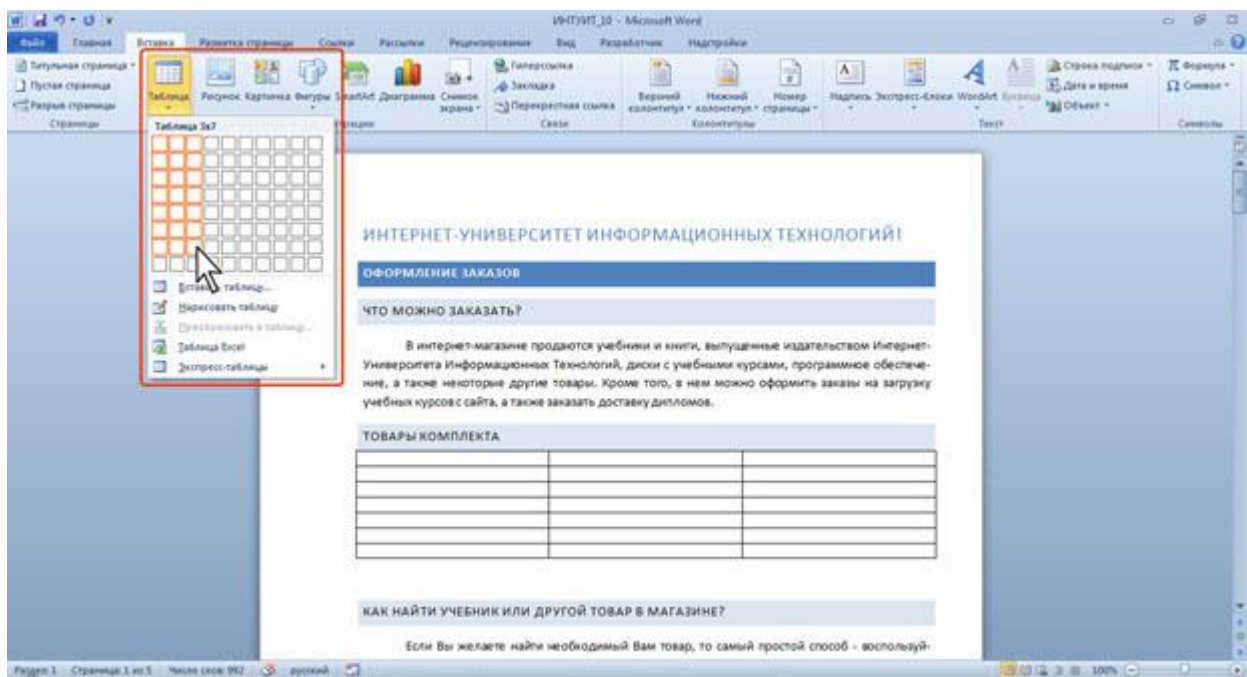 ИНТУИТ_10 - Microsoft Word
Файл Главная Вставка Разметка страницы Ссылки Рассылки Рецензирование Вид Разработчик Надстройки
Титульная страница
Пустая страница
Разрыв страницы
Страницы
Таблица
Рисунок Картинка Фигуры SmartArt Диаграмма Снимок экрана
Гиперссылка
Закладка
Перекрестная ссылка
Связи
Верхний колонтитул Нижний колонтитул Номер страницы
Колонтитулы
Надпись Экспресс-блоки WordArt Буквица
Строка подписи
Дата и время
Объект
Текст
Формула
Символ
Символы
Таблица 3x7
Вставить таблицу...
Нарисовать таблицу
Преобразовать в таблицу...
Таблица Excel
Экспресс-таблицы
ИНТЕРНЕТ-УНИВЕРСИТЕТ ИНФОРМАЦИОННЫХ ТЕХНОЛОГИЙ!
ОФОРМЛЕНИЕ ЗАКАЗОВ
ЧТО МОЖНО ЗАКАЗАТЬ?
В интернет-магазине продаются учебники и книги, выпущенные издательством Интернет-
Университета Информационных Технологий, диски с учебными курсами, программное обеспече-
ние, а также некоторые другие товары. Кроме того, в нем можно оформить заказы на загрузку
учебных курсов с сайта, а также заказать доставку дипломов.
ТОВАРЫ КОМПЛЕКТА
КАК НАЙТИ УЧЕБНИК ИЛИ ДРУГОЙ ТОВАР В МАГАЗИНЕ?
Если Вы желаете найти необходимый Вам товар, то самый простой способ - воспользуй-
Раздел: 1 Страница: 1 из 5 Число слов: 992 русский 100%